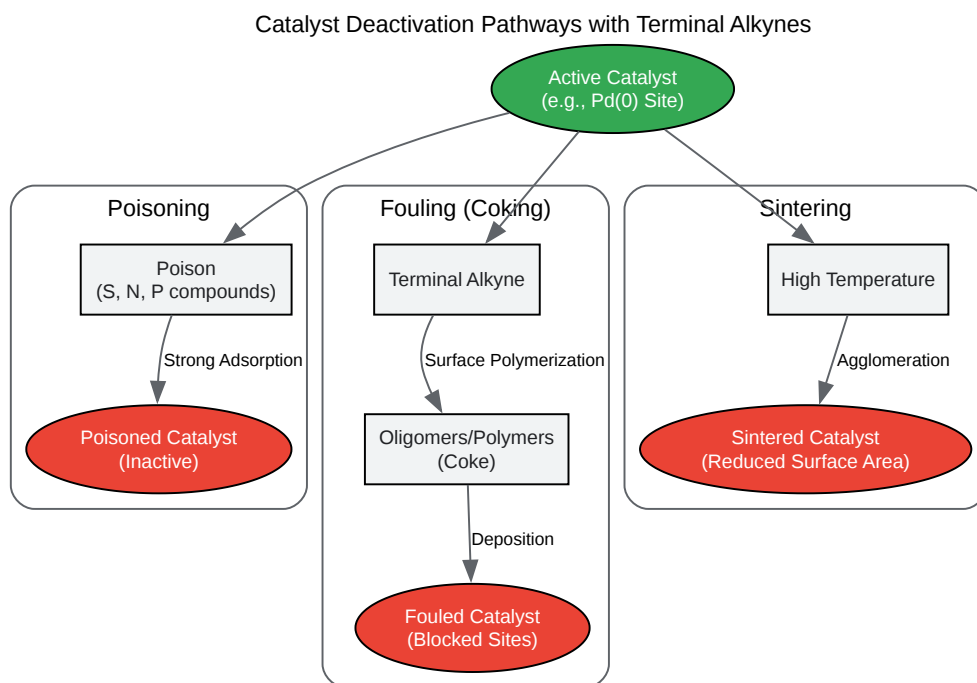 Catalyst Deactivation Pathways with Terminal Alkynes
Active Catalyst
(e.g., Pd(0) Site)
Poisoning
Poison
(S, N, P compounds)
Strong Adsorption
Poisoned Catalyst
(Inactive)
Fouling (Coking)
Terminal Alkyne
Surface Polymerization
Oligomers/Polymers
(Coke)
Deposition
Fouled Catalyst
(Blocked Sites)
Sintering
High Temperature
Agglomeration
Sintered Catalyst
(Reduced Surface Area)